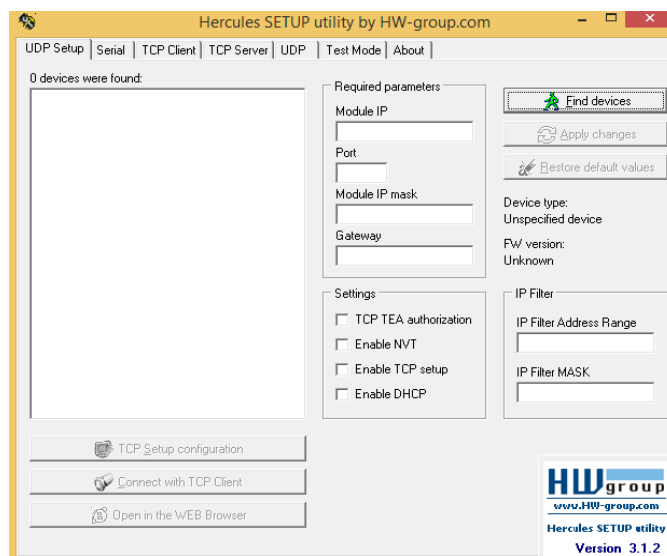 Hercules SETUP utility by HW-group.com
UDP Setup Serial TCP Client TCP Server UDP Test Mode About
0 devices were found:
Required parameters
Module IP
Port
Module IP mask
Gateway
Find devices
Apply changes
Restore default values
Device type:
Unspecified device
FW version:
Unknown
Settings
TCP TEA authorization
Enable NVT
Enable TCP setup
Enable DHCP
IP Filter
IP Filter Address Range
IP Filter MASK
TCP Setup configuration
Connect with TCP Client
Open in the WEB Browser
HW group
www.HW-group.com
Hercules SETUP utility
Version 3.1.2